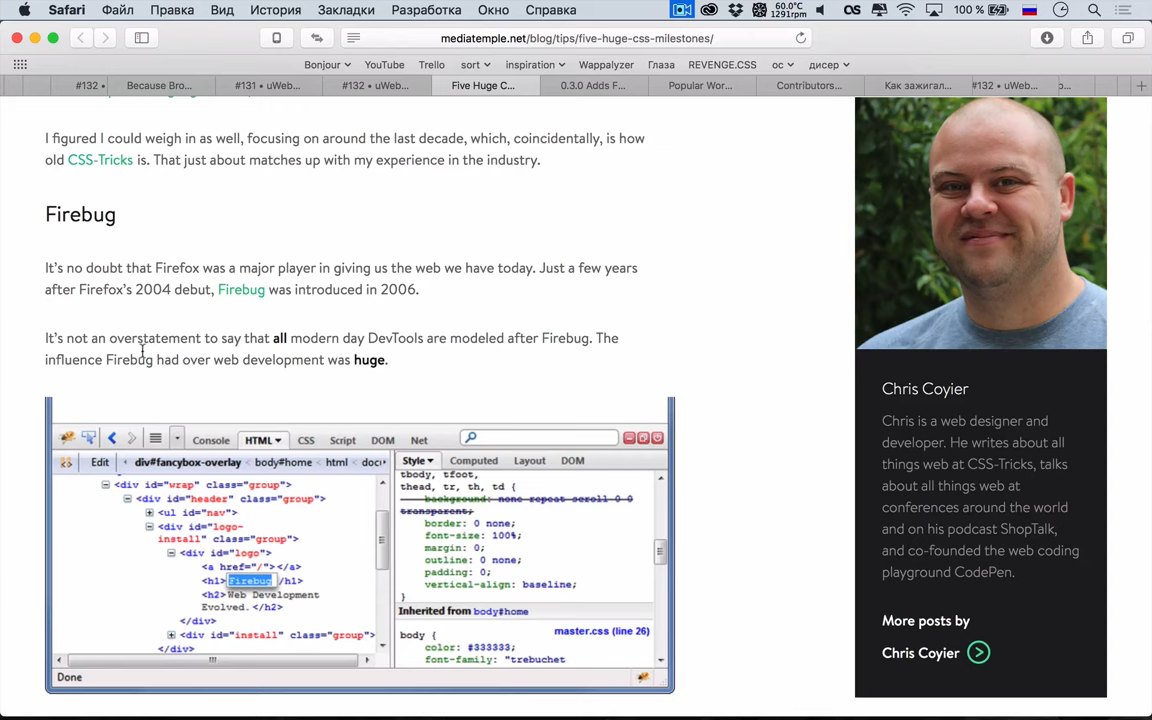 Safari Файл Правка Вид История Закладки Разработка Окно Справка 60.0°C 1291rpm 100 %
mediatemple.net/blog/tips/five-huge-css-milestones/
Bonjour YouTube Trello sort inspiration Wappalyzer Глаза REVENGE.CSS ос дисер
#132 • Because Bro... #131 • uWeb... #132 • uWeb... Five Huge C... 0.3.0 Adds F... Popular Wor... Contributors... Как зажигал... #132 • uWeb...
I figured I could weigh in as well, focusing on around the last decade, which, coincidentally, is how
old CSS-Tricks is. That just about matches up with my experience in the industry.
Firebug
It's no doubt that Firefox was a major player in giving us the web we have today. Just a few years
after Firefox's 2004 debut, Firebug was introduced in 2006.
It's not an overstatement to say that all modern day DevTools are modeled after Firebug. The
influence Firebug had over web development was huge.
Console HTML CSS Script DOM Net
Edit div#fancybox-overlay body#home html doc
<div id="wrap" class="group">
<div id="header" class="group">
<ul id="nav">
<div id="logo-
install" class="group">
<div id="logo">
<a href="/"></a>
<h1>Firebug</h1>
<h2>Web Development
Evolved.</h2>
</div>
<div id="install" class="group">
</div>
Style Computed Layout DOM
tbody, tfoot,
thead, tr, th, td {
background: none repeat scroll 0 0
transparent;
border: 0 none;
font-size: 100%;
margin: 0;
outline: 0 none;
padding: 0;
vertical-align: baseline;
}
Inherited from body#home
master.css (line 26)
body {
color: #333333;
font-family: "trebuchet
Done
Chris Coyier
Chris is a web designer and
developer. He writes about all
things web at CSS-Tricks, talks
about all things web at
conferences around the world
and on his podcast ShopTalk,
and co-founded the web coding
playground CodePen.
More posts by
Chris Coyier